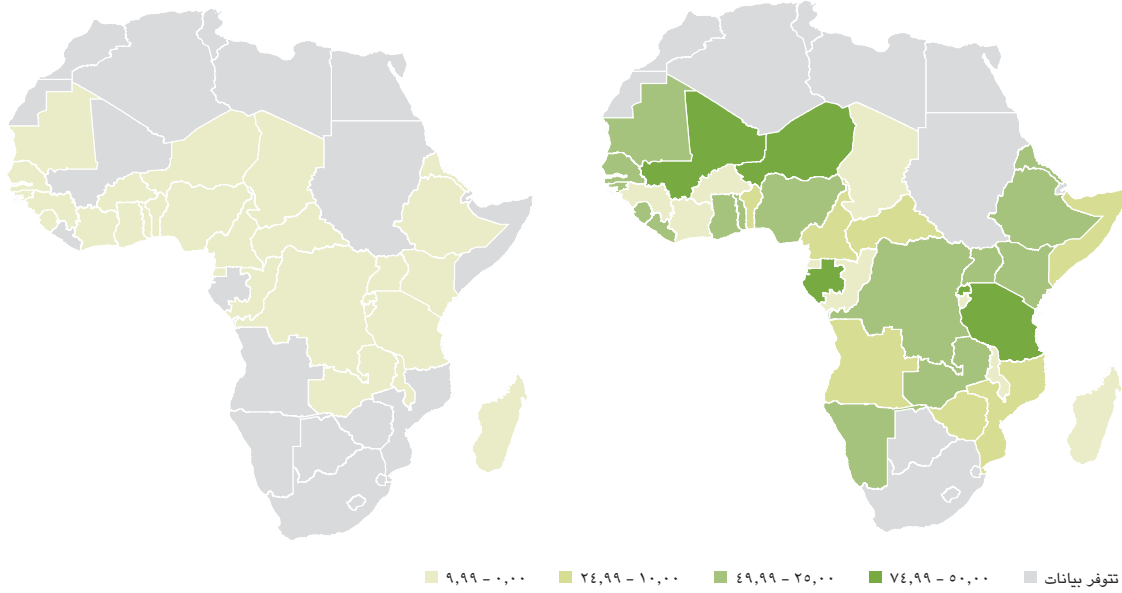 ٠,٠٠ – ٩,٩٩
١٠,٠٠ – ٢٤,٩٩
٢٥,٠٠ – ٤٩,٩٩
٥٠,٠٠ – ٧٤,٩٩
تتوفر بيانات